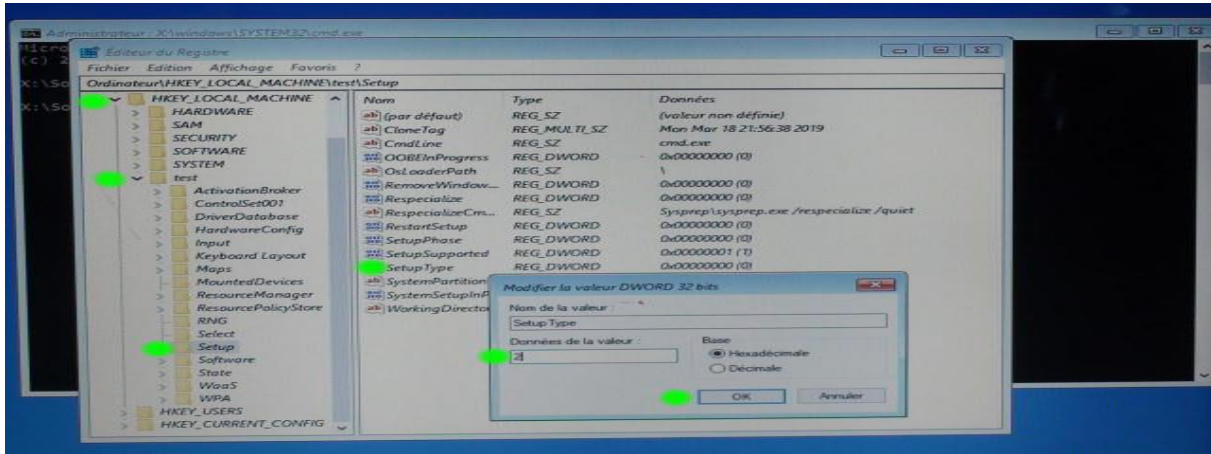 Administrateur : X:\windows\SYSTEM32\cmd.exe
Micro
(c) 2
X:\So
X:\So
Éditeur du Registre
Fichier Edition Affichage Favoris ?
Ordinateur\HKEY_LOCAL_MACHINE\test\Setup
HKEY_LOCAL_MACHINE
HARDWARE
SAM
SECURITY
SOFTWARE
SYSTEM
test
ActivationBroker
ControlSet001
DriverDatabase
HardwareConfig
Input
Keyboard Layout
Maps
MountedDevices
ResourceManager
ResourcePolicyStore
RNG
Select
Setup
Software
State
WaaS
WPA
HKEY_USERS
HKEY_CURRENT_CONFIG
Nom Type Données
(par défaut) REG_SZ (valeur non définie)
CloneTag REG_MULTI_SZ Mon Mar 18 21:56:38 2019
CmdLine REG_SZ cmd.exe
OOBEInProgress REG_DWORD 0x00000000 (0)
OsLoaderPath REG_SZ \
RemoveWindow... REG_DWORD 0x00000000 (0)
Respecialize REG_DWORD 0x00000000 (0)
RespecializeCm... REG_SZ Sysprep\sysprep.exe /respecialize /quiet
RestartSetup REG_DWORD 0x00000000 (0)
SetupPhase REG_DWORD 0x00000000 (0)
SetupSupported REG_DWORD 0x00000001 (1)
SetupType REG_DWORD 0x00000000 (0)
SystemPartition
SystemSetupInP
WorkingDirecto
Modifier la valeur DWORD 32 bits
Nom de la valeur :
SetupType
Données de la valeur :
2
Base
Hexadécimale
Décimale
OK Annuler